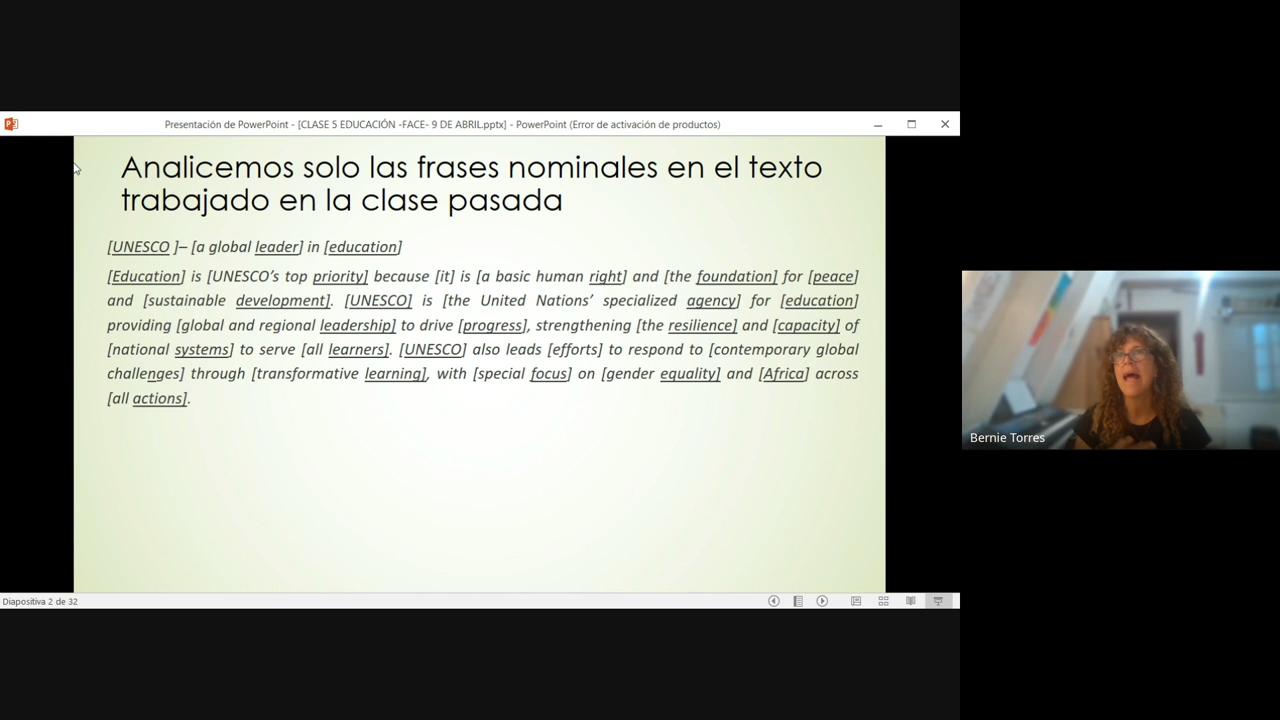 Presentación de PowerPoint - [CLASE 5 EDUCACIÓN -FACE- 9 DE ABRIL.pptx] - PowerPoint (Error de activación de productos)
Analicemos solo las frases nominales en el texto
trabajado en la clase pasada
[UNESCO ]– [a global leader] in [education]
[Education] is [UNESCO’s top priority] because [it] is [a basic human right] and [the foundation] for [peace]
and [sustainable development]. [UNESCO] is [the United Nations’ specialized agency] for [education]
providing [global and regional leadership] to drive [progress], strengthening [the resilience] and [capacity] of
[national systems] to serve [all learners]. [UNESCO] also leads [efforts] to respond to [contemporary global
challenges] through [transformative learning], with [special focus] on [gender equality] and [Africa] across
[all actions].
Bernie Torres
Diapositiva 2 de 32